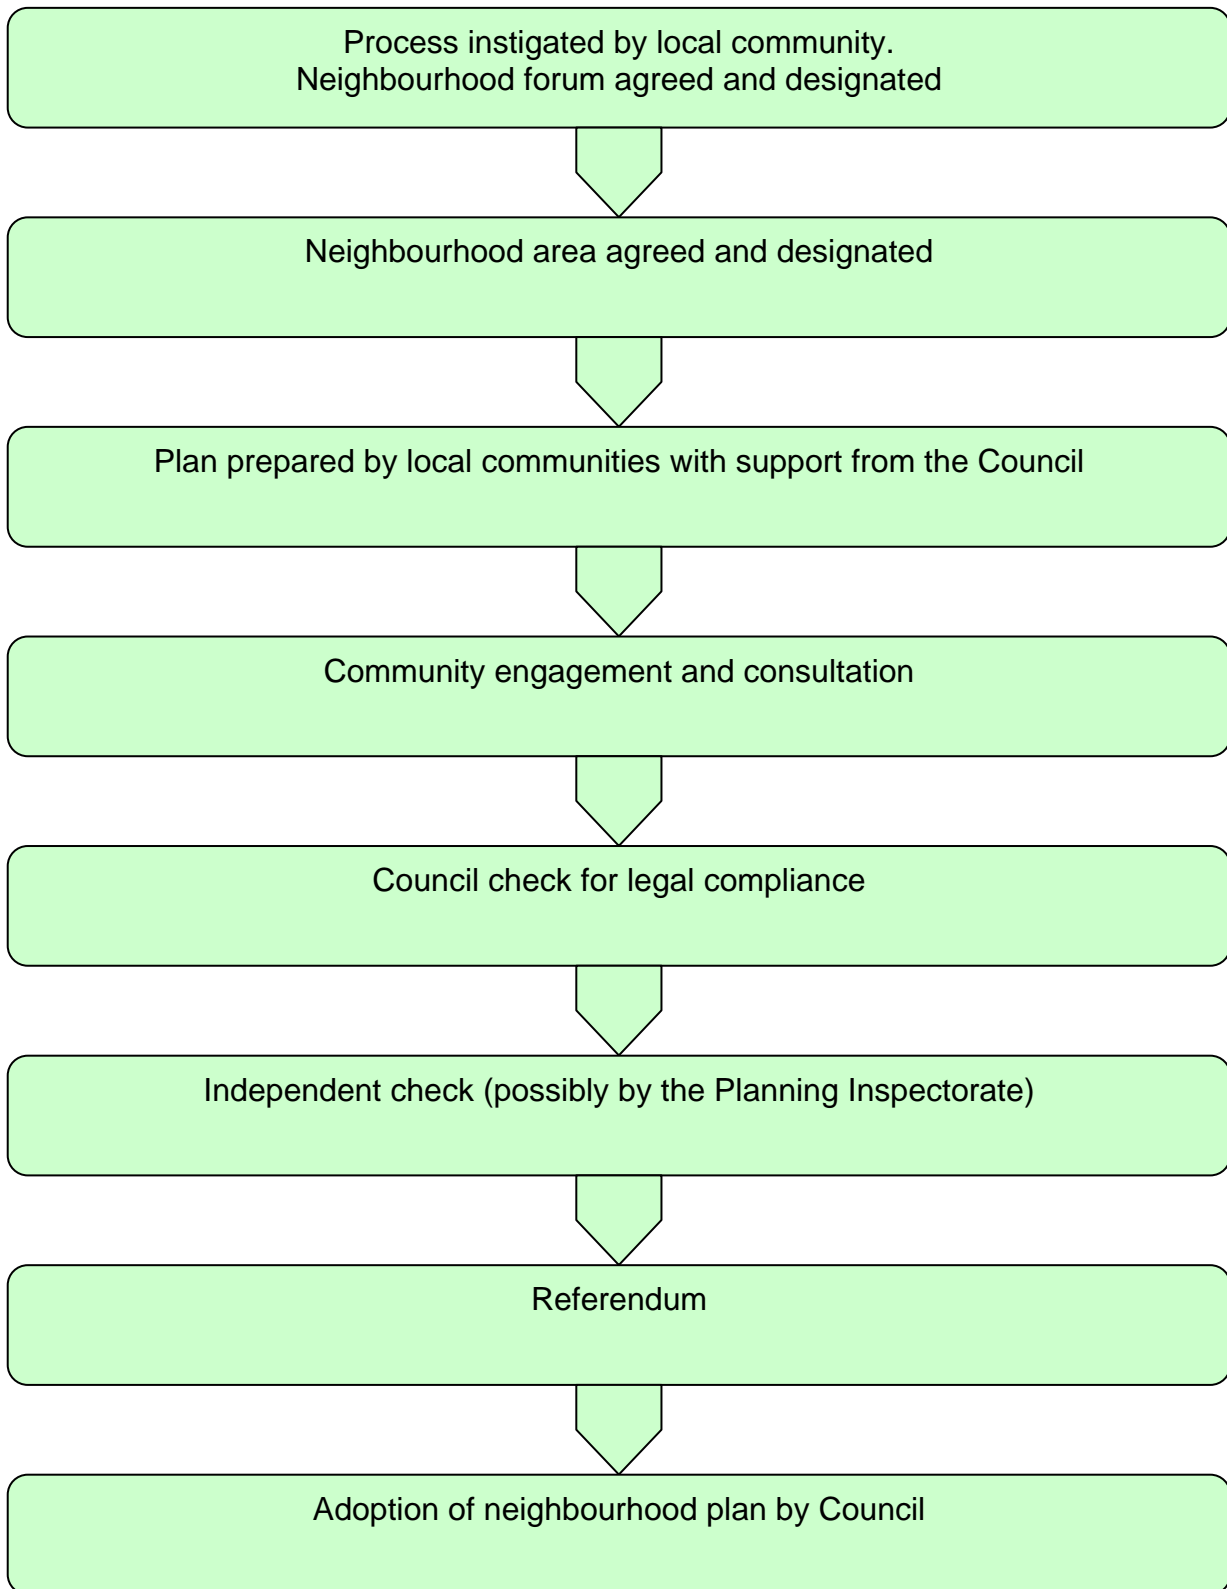 Process instigated by local community.
Neighbourhood forum agreed and designated
Neighbourhood area agreed and designated
Plan prepared by local communities with support from the Council
Community engagement and consultation
Council check for legal compliance
Independent check (possibly by the Planning Inspectorate)
Referendum
Adoption of neighbourhood plan by Council